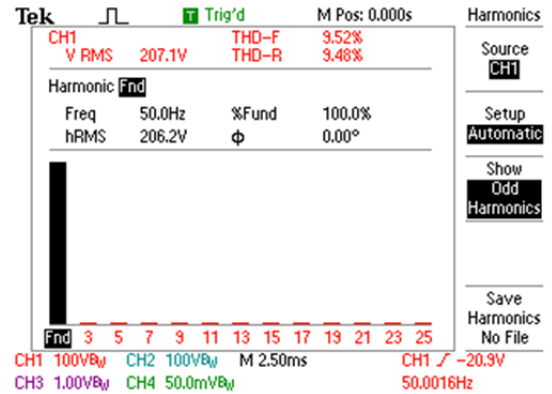 Tek Trig'd M Pos: 0.000s Harmonics
CH1 THD-F 9.52%
V RMS 207.1V THD-R 9.48%
Source
CH1
Harmonic Fnd
Freq 50.0Hz %Fund 100.0%
hRMS 206.2V ϕ 0.00°
Setup
Automatic
Show
Odd
Harmonics
Save
Harmonics
No File
Fnd 3 5 7 9 11 13 15 17 19 21 23 25
CH1 100VBw CH2 100VBw M 2.50ms CH1 -20.9V
CH3 1.00VBw CH4 50.0mVBw 50.0016Hz